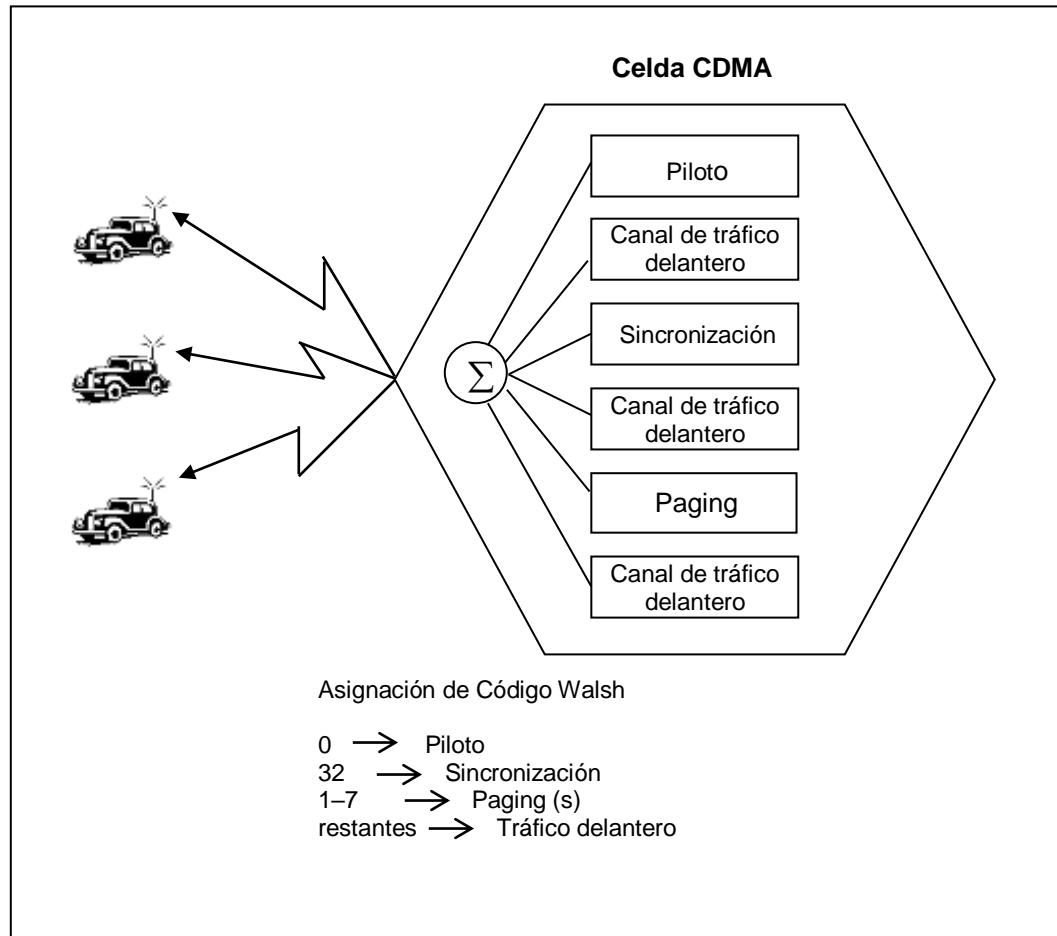 Celda CDMA
Piloto
Canal de tráfico
delantero
Sincronización
Σ
Canal de tráfico
delantero
Paging
Canal de tráfico
delantero
Asignación de Código Walsh
0 → Piloto
32 → Sincronización
1–7 → Paging (s)
restantes → Tráfico delantero